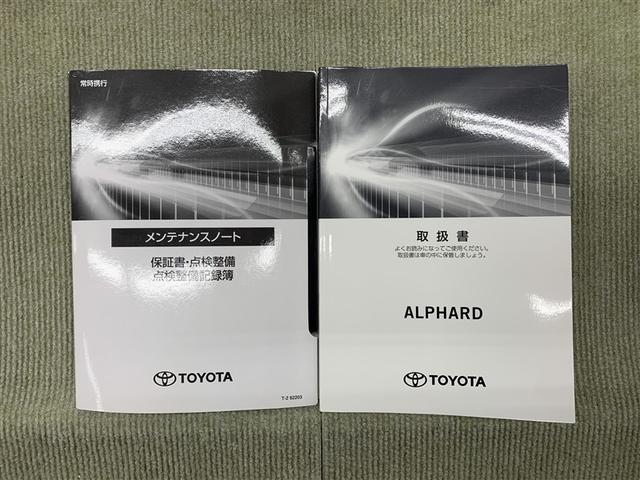 常時携行
メンテナンスノート
保証書・点検整備
点検整備記録簿
TOYOTA
T-2 62203
取扱書
よくお読みになってご使用ください。
取扱書は車の中に保管しましょう。
ALPHARD
TOYOTA